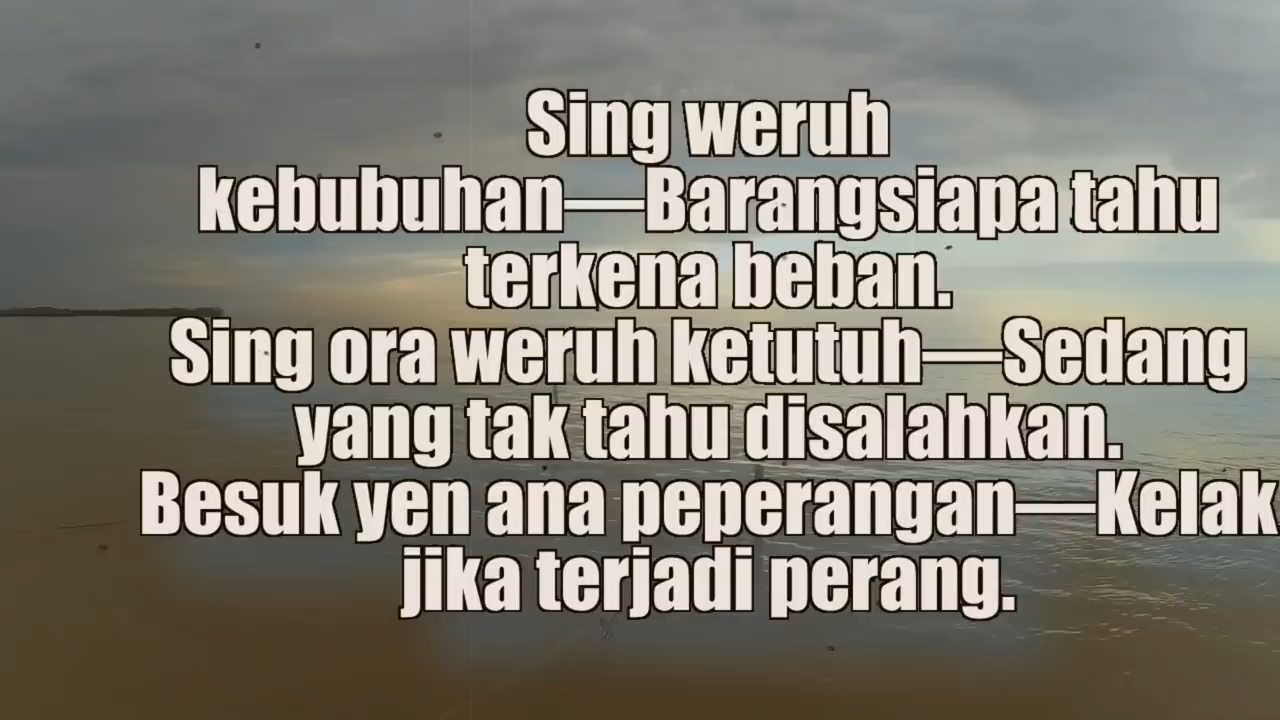 Sing weruh
kebubuhan—Barangsiapa tahu
terkena beban.
Sing ora weruh ketutuh—Sedang
yang tak tahu disalahkan.
Besuk yen ana peperangan—Kelak
jika terjadi perang.